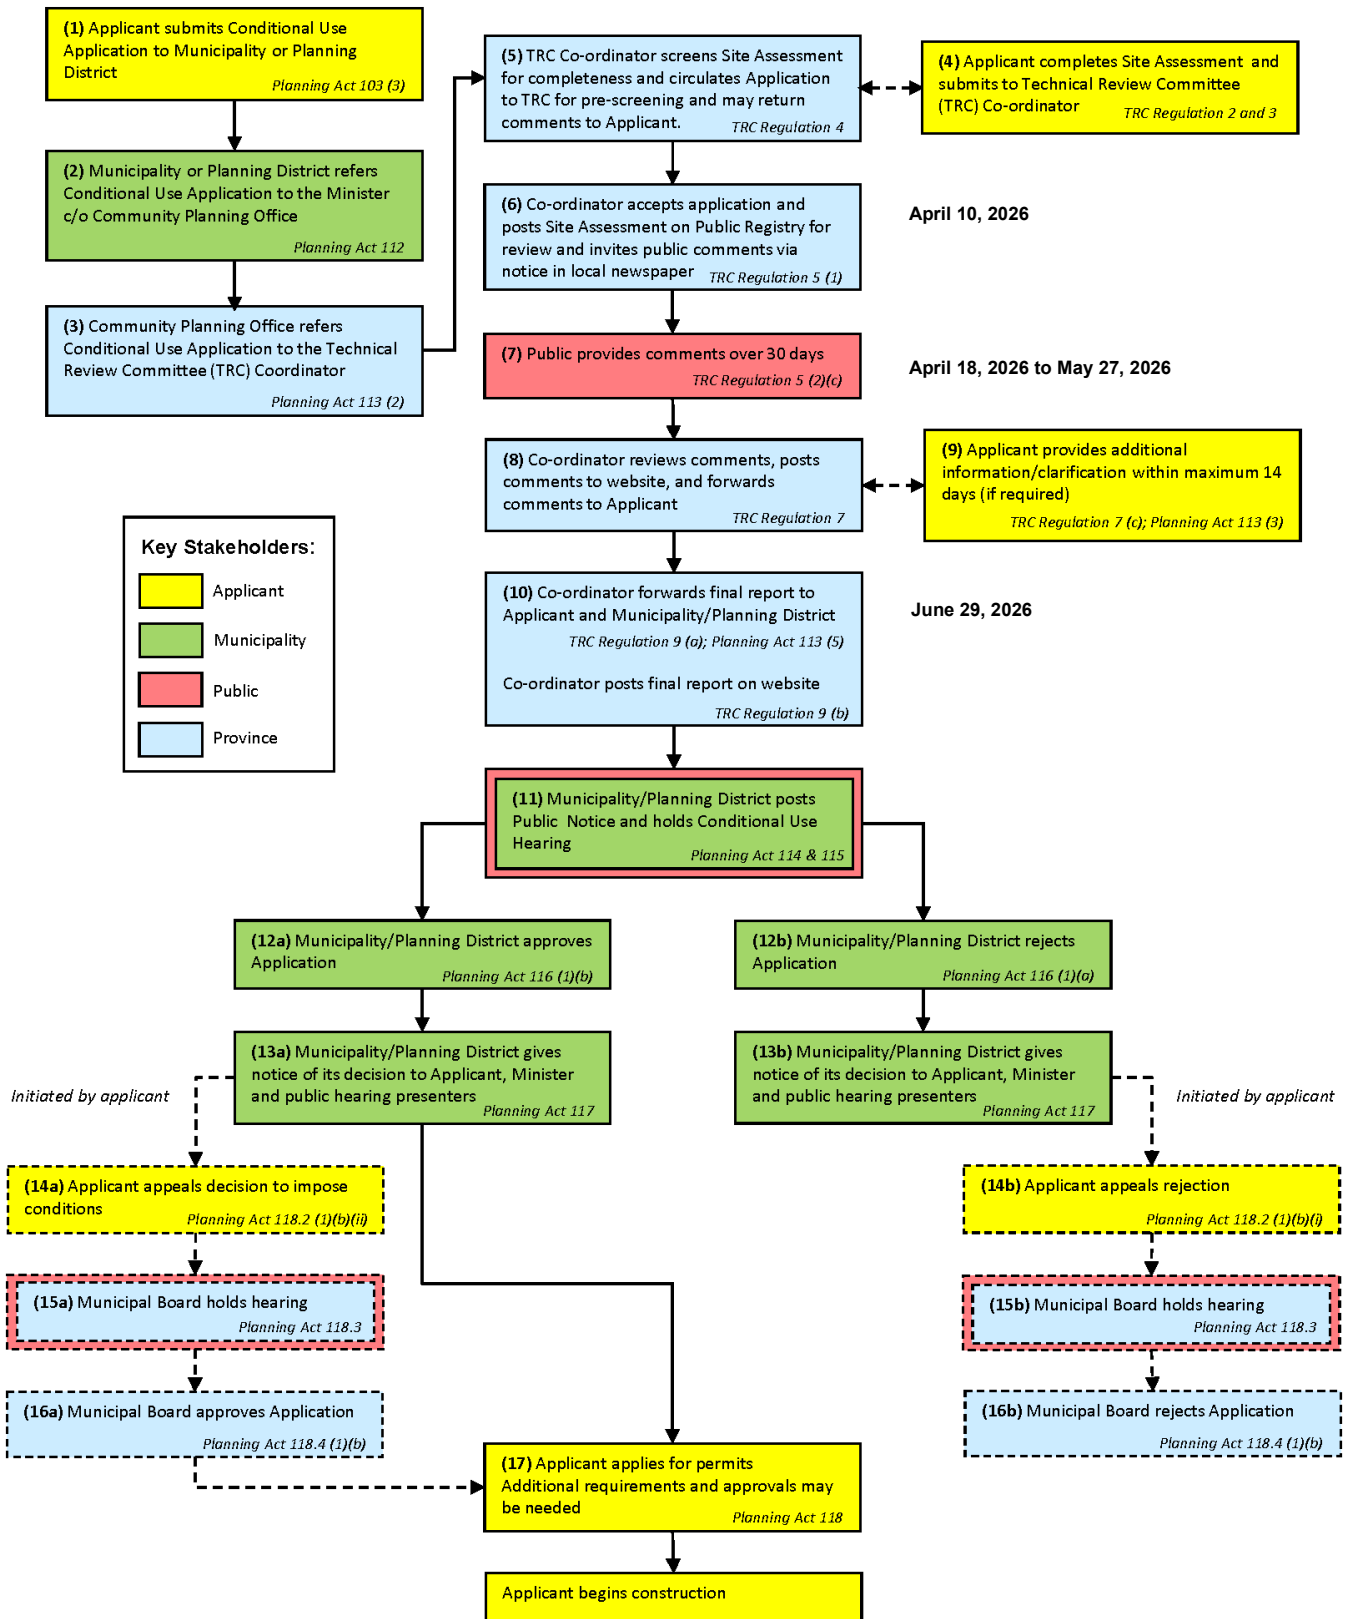 (1) Applicant submits Conditional Use
Application to Municipality or Planning
District
Planning Act 103 (3)
(2) Municipality or Planning District refers
Conditional Use Application to the Minister
c/o Community Planning Office
Planning Act 112
(3) Community Planning Office refers
Conditional Use Application to the Technical
Review Committee (TRC) Coordinator
Planning Act 113 (2)
(5) TRC Co-ordinator screens Site Assessment
for completeness and circulates Application
to TRC for pre-screening and may return
comments to Applicant.
TRC Regulation 4
(4) Applicant completes Site Assessment and
submits to Technical Review Committee
(TRC) Co-ordinator
TRC Regulation 2 and 3
(6) Co-ordinator accepts application and
posts Site Assessment on Public Registry for
review and invites public comments via
notice in local newspaper
TRC Regulation 5 (1)
April 10, 2026
(7) Public provides comments over 30 days
TRC Regulation 5 (2)(c)
April 18, 2026 to May 27, 2026
(8) Co-ordinator reviews comments, posts
comments to website, and forwards
comments to Applicant
TRC Regulation 7
(9) Applicant provides additional
information/clarification within maximum 14
days (if required)
TRC Regulation 7 (c); Planning Act 113 (3)
Key Stakeholders:
Applicant
Municipality
Public
Province
(10) Co-ordinator forwards final report to
Applicant and Municipality/Planning District
TRC Regulation 9 (a); Planning Act 113 (5)
Co-ordinator posts final report on website
TRC Regulation 9 (b)
June 29, 2026
(11) Municipality/Planning District posts
Public Notice and holds Conditional Use
Hearing
Planning Act 114 & 115
(12a) Municipality/Planning District approves
Application
Planning Act 116 (1)(b)
(12b) Municipality/Planning District rejects
Application
Planning Act 116 (1)(a)
(13a) Municipality/Planning District gives
notice of its decision to Applicant, Minister
and public hearing presenters
Planning Act 117
(13b) Municipality/Planning District gives
notice of its decision to Applicant, Minister
and public hearing presenters
Planning Act 117
Initiated by applicant
Initiated by applicant
(14a) Applicant appeals decision to impose
conditions
Planning Act 118.2 (1)(b)(ii)
(14b) Applicant appeals rejection
Planning Act 118.2 (1)(b)(i)
(15a) Municipal Board holds hearing
Planning Act 118.3
(15b) Municipal Board holds hearing
Planning Act 118.3
(16a) Municipal Board approves Application
Planning Act 118.4 (1)(b)
(16b) Municipal Board rejects Application
Planning Act 118.4 (1)(b)
(17) Applicant applies for permits
Additional requirements and approvals may
be needed
Planning Act 118
Applicant begins construction